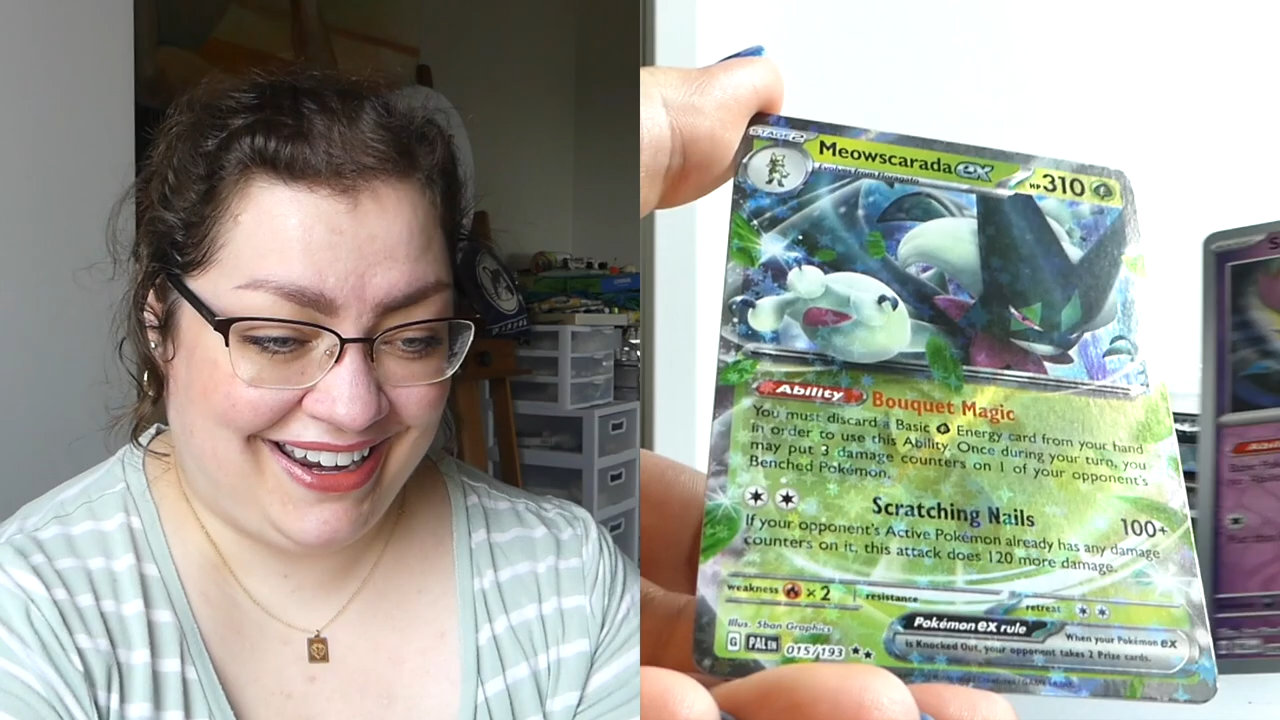 STAGE 2
Meowscarada ex
HP 310
Evolves from Floragato
Ability Bouquet Magic
You must discard a Basic Energy card from your hand
in order to use this Ability. Once during your turn, you
may put 3 damage counters on 1 of your opponent's
Benched Pokémon.
Scratching Nails 100+
If your opponent's Active Pokémon already has any damage
counters on it, this attack does 120 more damage.
weakness ×2 resistance retreat
Illus. 5ban Graphics
Pokémon ex rule
When your Pokémon ex
is Knocked Out, your opponent takes 2 Prize cards.
G PAL EN 015/193